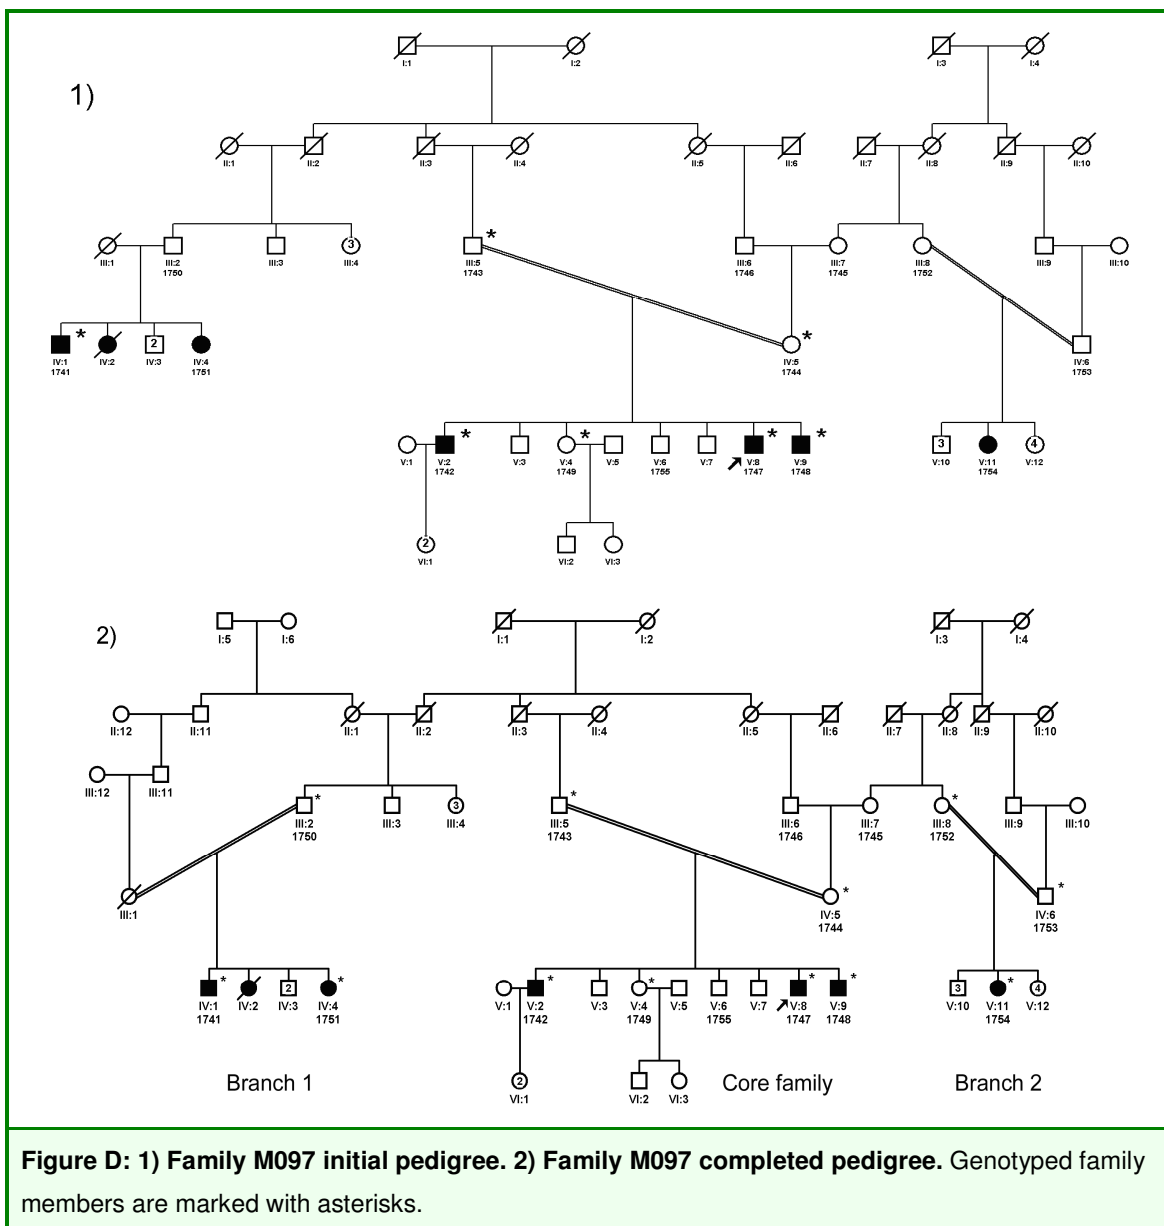 1)
I:1 I:2 I:3 I:4
II:1 II:2 II:3 II:4 II:5 II:6 II:7 II:8 II:9 II:10
* 3
III:1 III:2 III:3 III:4 III:5 III:6 III:7 III:8 III:9 III:10
1750 1743 1746 1745 1752
* 2 *
IV:1 IV:2 IV:3 IV:4 IV:5 IV:6
1741 1751 1744 1753
* * * * 3 4
V:1 V:2 V:3 V:4 V:5 V:6 V:7 V:8 V:9 V:10 V:11 V:12
1742 1749 1755 1747 1748 1754
2
VI:1 VI:2 VI:3
2)
I:5 I:6 I:1 I:2 I:3 I:4
II:12 II:11 II:1 II:2 II:3 II:4 II:5 II:6 II:7 II:8 II:9 II:10
III:12 III:11
* 3 * *
III:2 III:3 III:4 III:5 III:6 III:7 III:8 III:9 III:10
1750 1743 1746 1745 1752
* *
III:1 IV:5 IV:6
1744 1753
* 2 * * * * * 3 * 4
IV:1 IV:2 IV:3 IV:4 V:1 V:2 V:3 V:4 V:5 V:6 V:7 V:8 V:9 V:10 V:11 V:12
1741 1751 1742 1749 1755 1747 1748 1754
2
VI:1 VI:2 VI:3
Branch 1 Core family Branch 2
Figure D: 1) Family M097 initial pedigree. 2) Family M097 completed pedigree. Genotyped family
members are marked with asterisks.